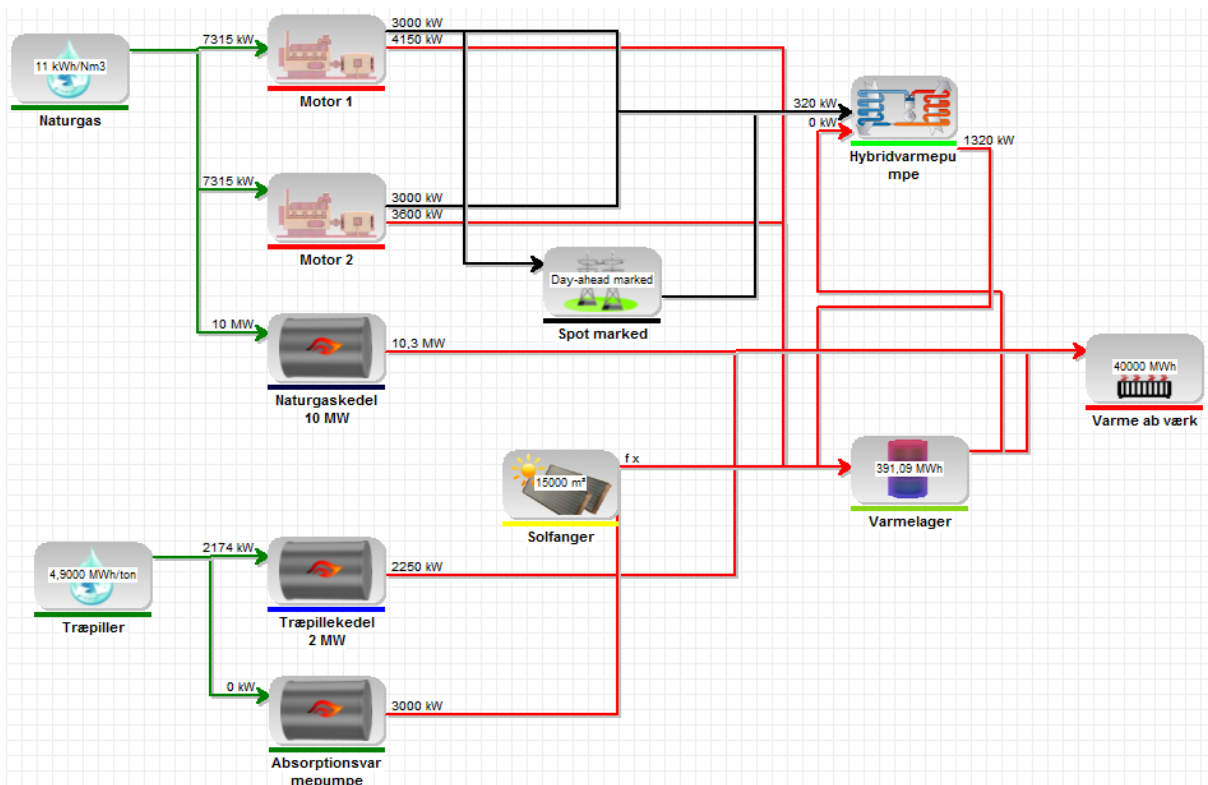 3000 kW
7315 kW
4150 kW
11 kWh/Nm3
Naturgas
Motor 1
320 kW
0 kW
1320 kW
Hybridvarmepu
mpe
7315 kW
3000 kW
3600 kW
Motor 2
Day-ahead marked
Spot marked
10 MW
10,3 MW
Naturgaskedel
10 MW
40000 MWh
Varme ab værk
f x
15000 m²
Solfanger
391,09 MWh
Varmelager
2174 kW
2250 kW
4,9000 MWh/ton
Træpiller
Træpillekedel
2 MW
0 kW
3000 kW
Absorptionsvar
mepumpe